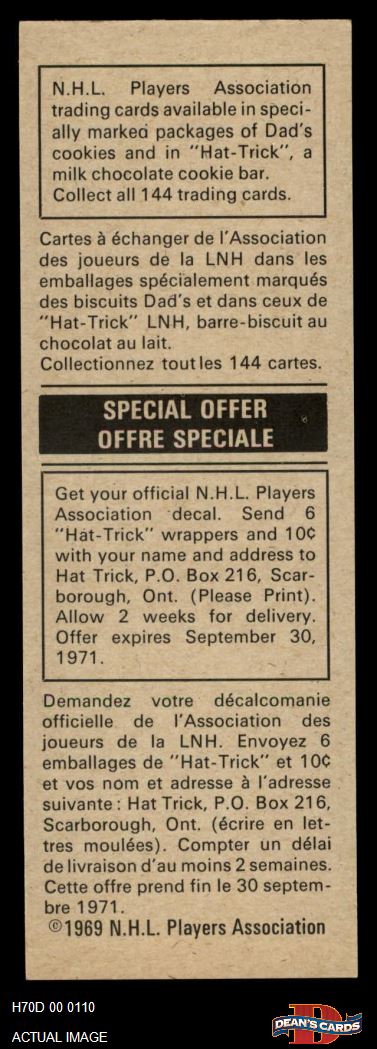 N.H.L. Players Association
trading cards available in speci-
ally marked packages of Dad's
cookies and in "Hat-Trick", a
milk chocolate cookie bar.
Collect all 144 trading cards.
Cartes à échanger de l'Association
des joueurs de la LNH dans les
emballages spécialement marqués
des biscuits Dad's et dans ceux de
"Hat-Trick" LNH, barre-biscuit au
chocolat au lait.
Collectionnez toutles 144 cartes.
SPECIAL OFFER
OFFRE SPECIALE
Get your official N.H.L. Players
Association decal. Send 6
"Hat-Trick" wrappers and 10¢
with your name and address to
Hat Trick, P.O. Box 216, Scar-
borough, Ont. (Please Print).
Allow 2 weeks for delivery.
Offer expires September 30,
1971.
Demandez votre décalcomanie
officielle de l'Association des
joueurs de la LNH. Envoyez 6
emballages de "Hat-Trick" et 10¢
et vos nom et adresse à l'adresse
suivante: Hat Trick, P.O. Box 216,
Scarborough, Ont. (écrire en let-
tres moulées). Compter un délai
de livraison d'au moins 2 semaines.
Cette offre prend fin le 30 septem-
bre 1971.
©1969 N.H.L. Players Association
H70D 00 0110
ACTUAL IMAGE
D
DEAN'S CARDS